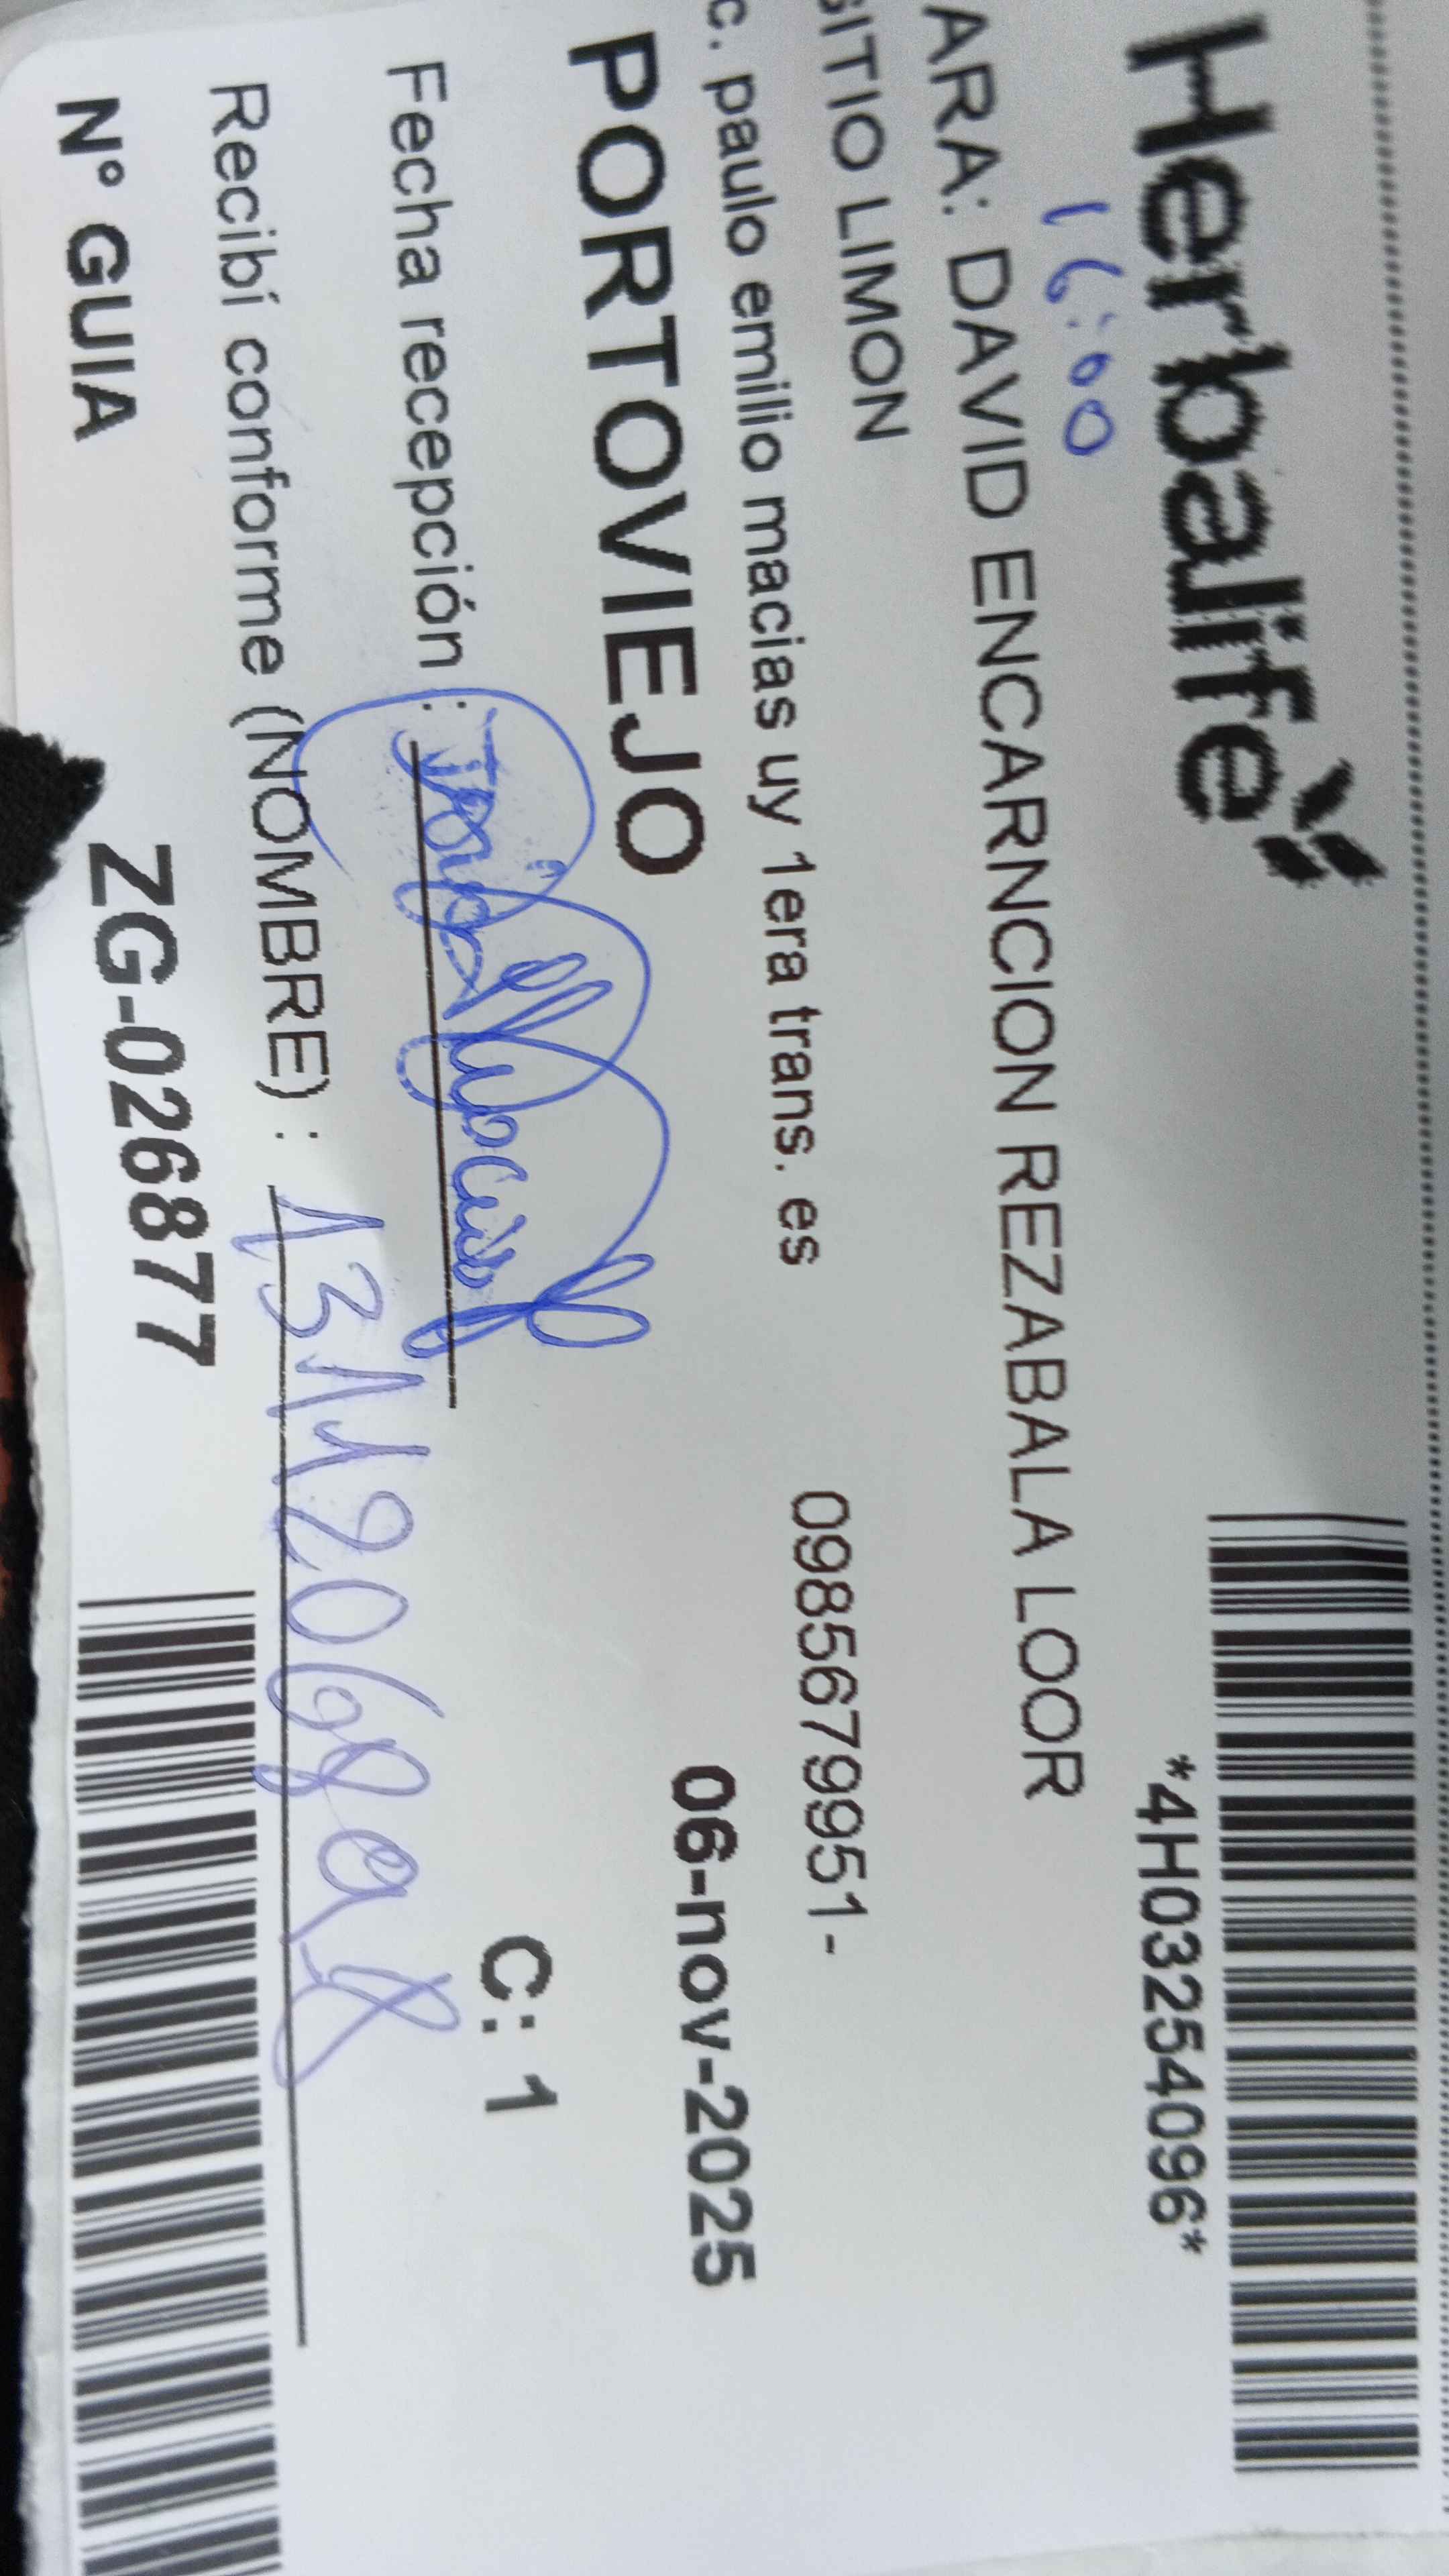 Herbalife
*4H03254096*
16:00
ARA: DAVID ENCARNCION REZABALA LOOR
SITIO LIMON
c. paulo emilio macias uy 1era trans. es 0985679951-
PORTOVIEJO 06-nov-2025
Fecha recepción : C: 1
Recibí conforme (NOMBRE) :
N° GUIA ZG-026877